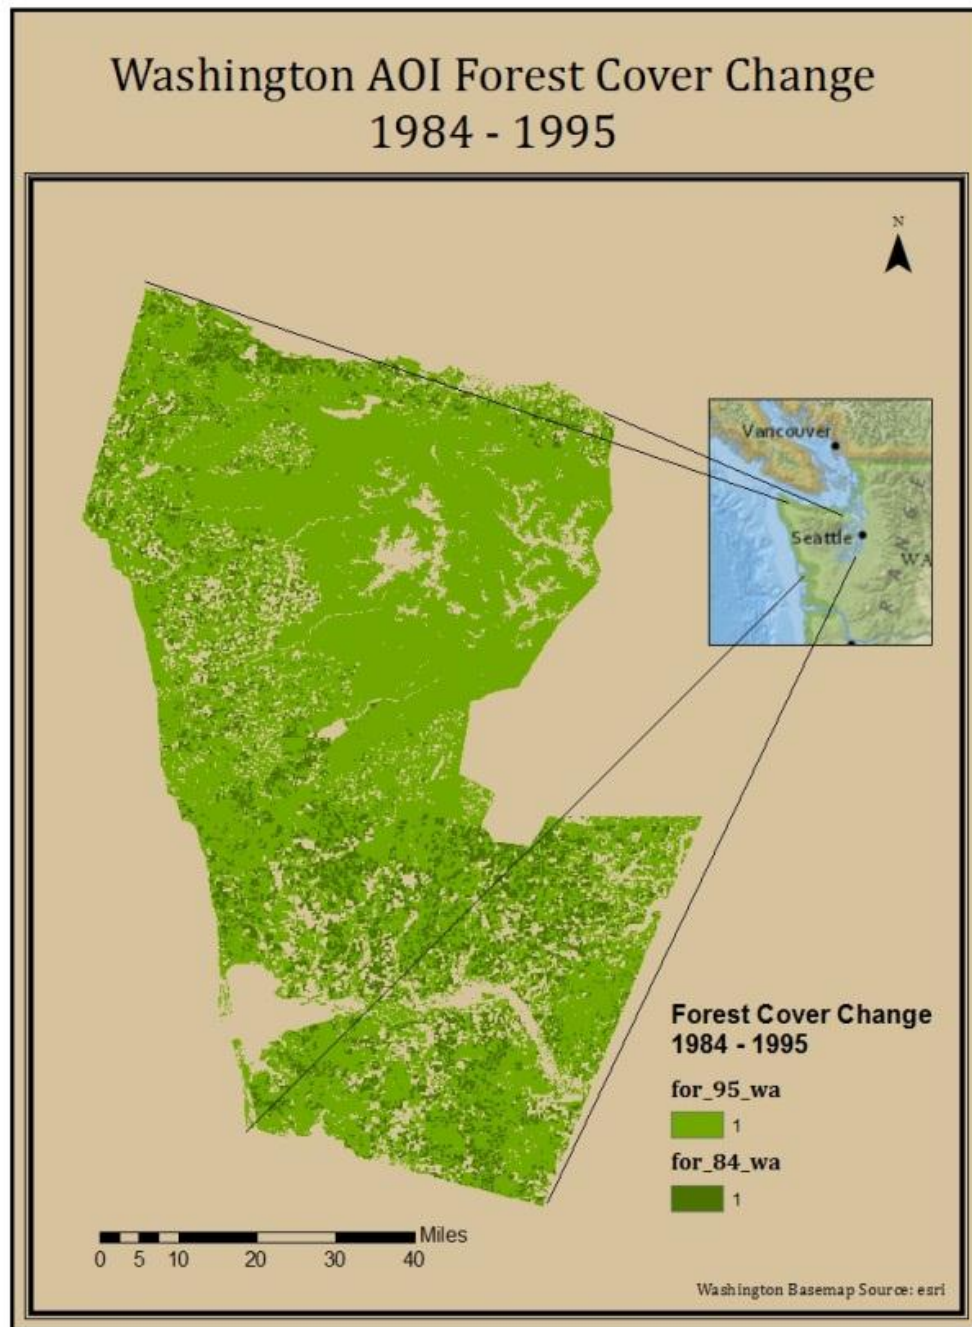 Washington AOI Forest Cover Change
1984 - 1995
N
Vancouver
Seattle
WA
Forest Cover Change
1984 - 1995
for_95_wa
1
for_84_wa
1
Miles
0 5 10 20 30 40
Washington Basemap Source: esri